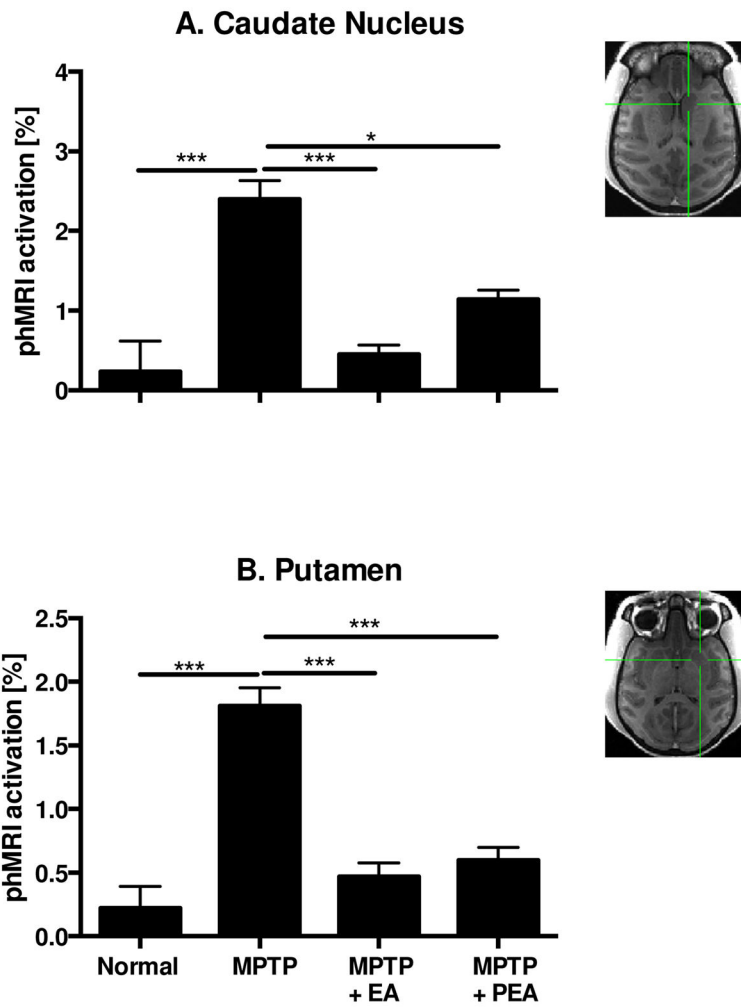 A. Caudate Nucleus
phMRI activation [%]
4
3
2
1
0
***
***
*
B. Putamen
phMRI activation [%]
2.5
2.0
1.5
1.0
0.5
0.0
***
***
***
Normal
MPTP
MPTP
+ EA
MPTP
+ PEA